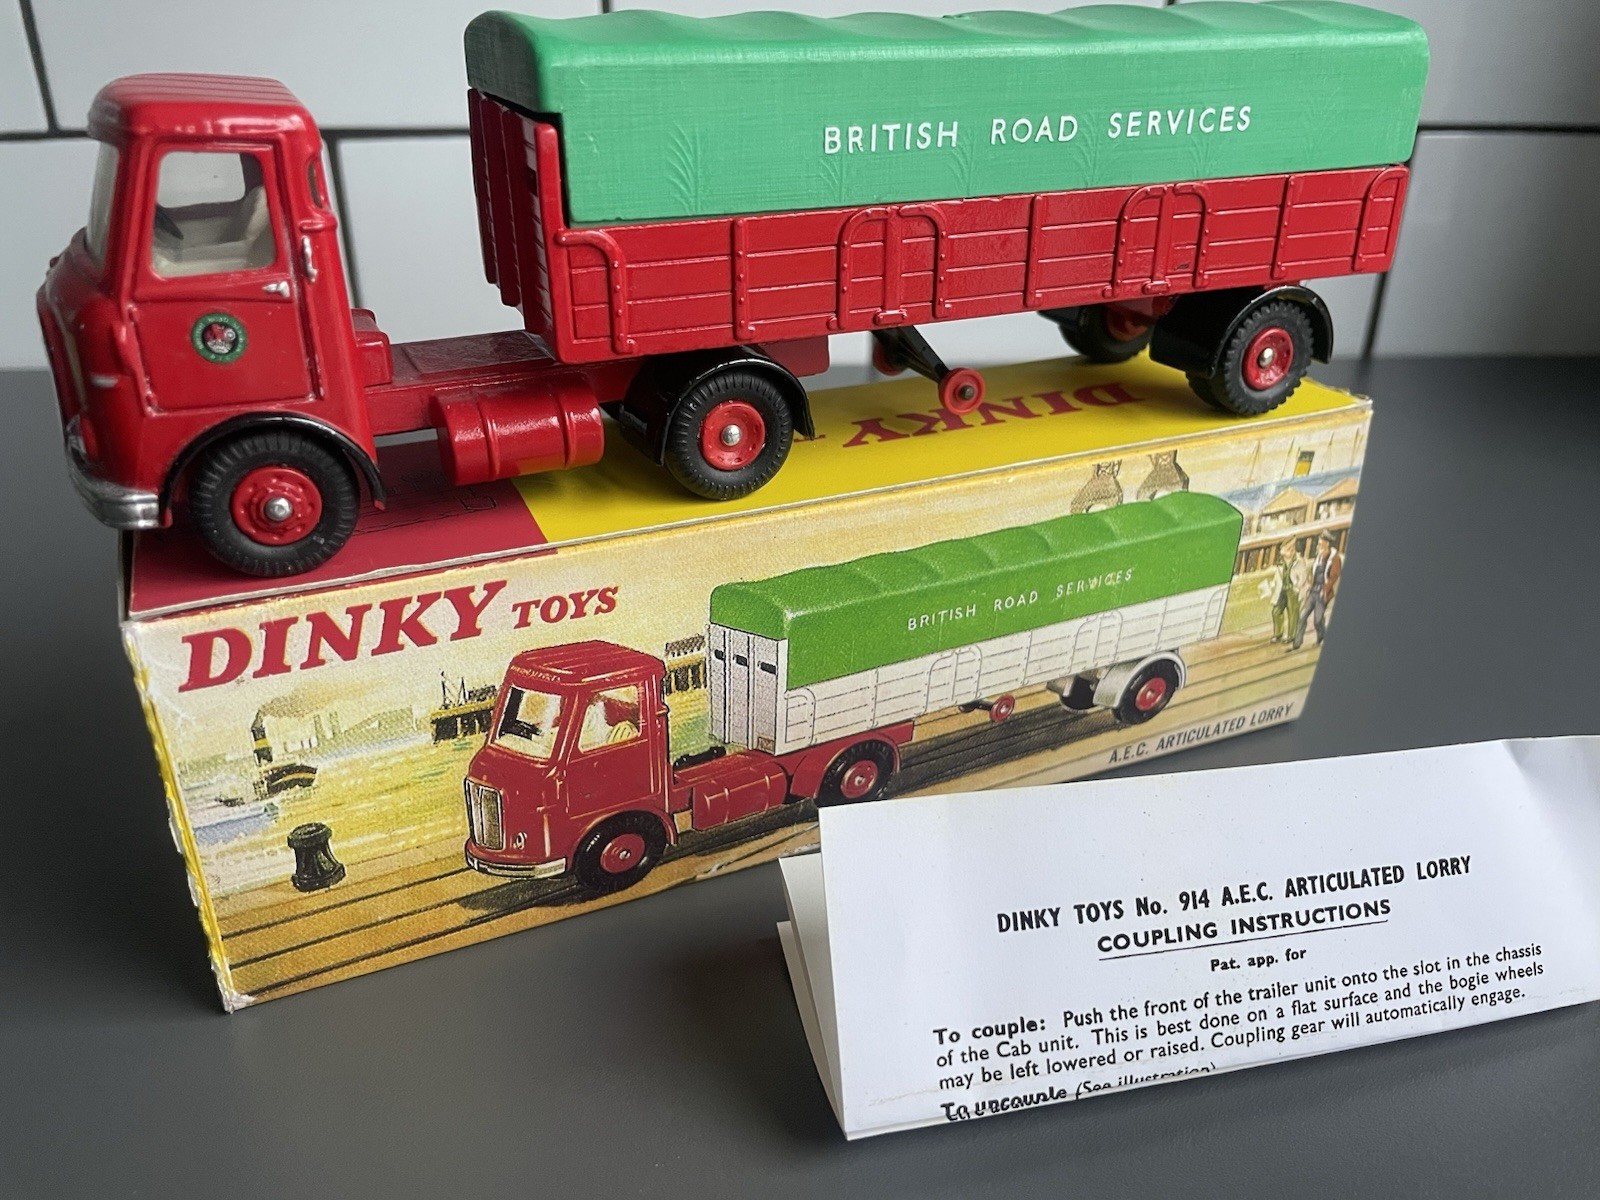 BRITISH ROAD SERVICES
DINKY
DINKY TOYS
BRITISH ROAD SERVICES
A.E.C. ARTICULATED LORRY
DINKY TOYS No. 914 A.E.C. ARTICULATED LORRY
COUPLING INSTRUCTIONS
Pat. app. for
To couple: Push the front of the trailer unit onto the slot in the chassis
of the Cab unit. This is best done on a flat surface and the bogie wheels
may be left lowered or raised. Coupling gear will automatically engage.
(See illustration)